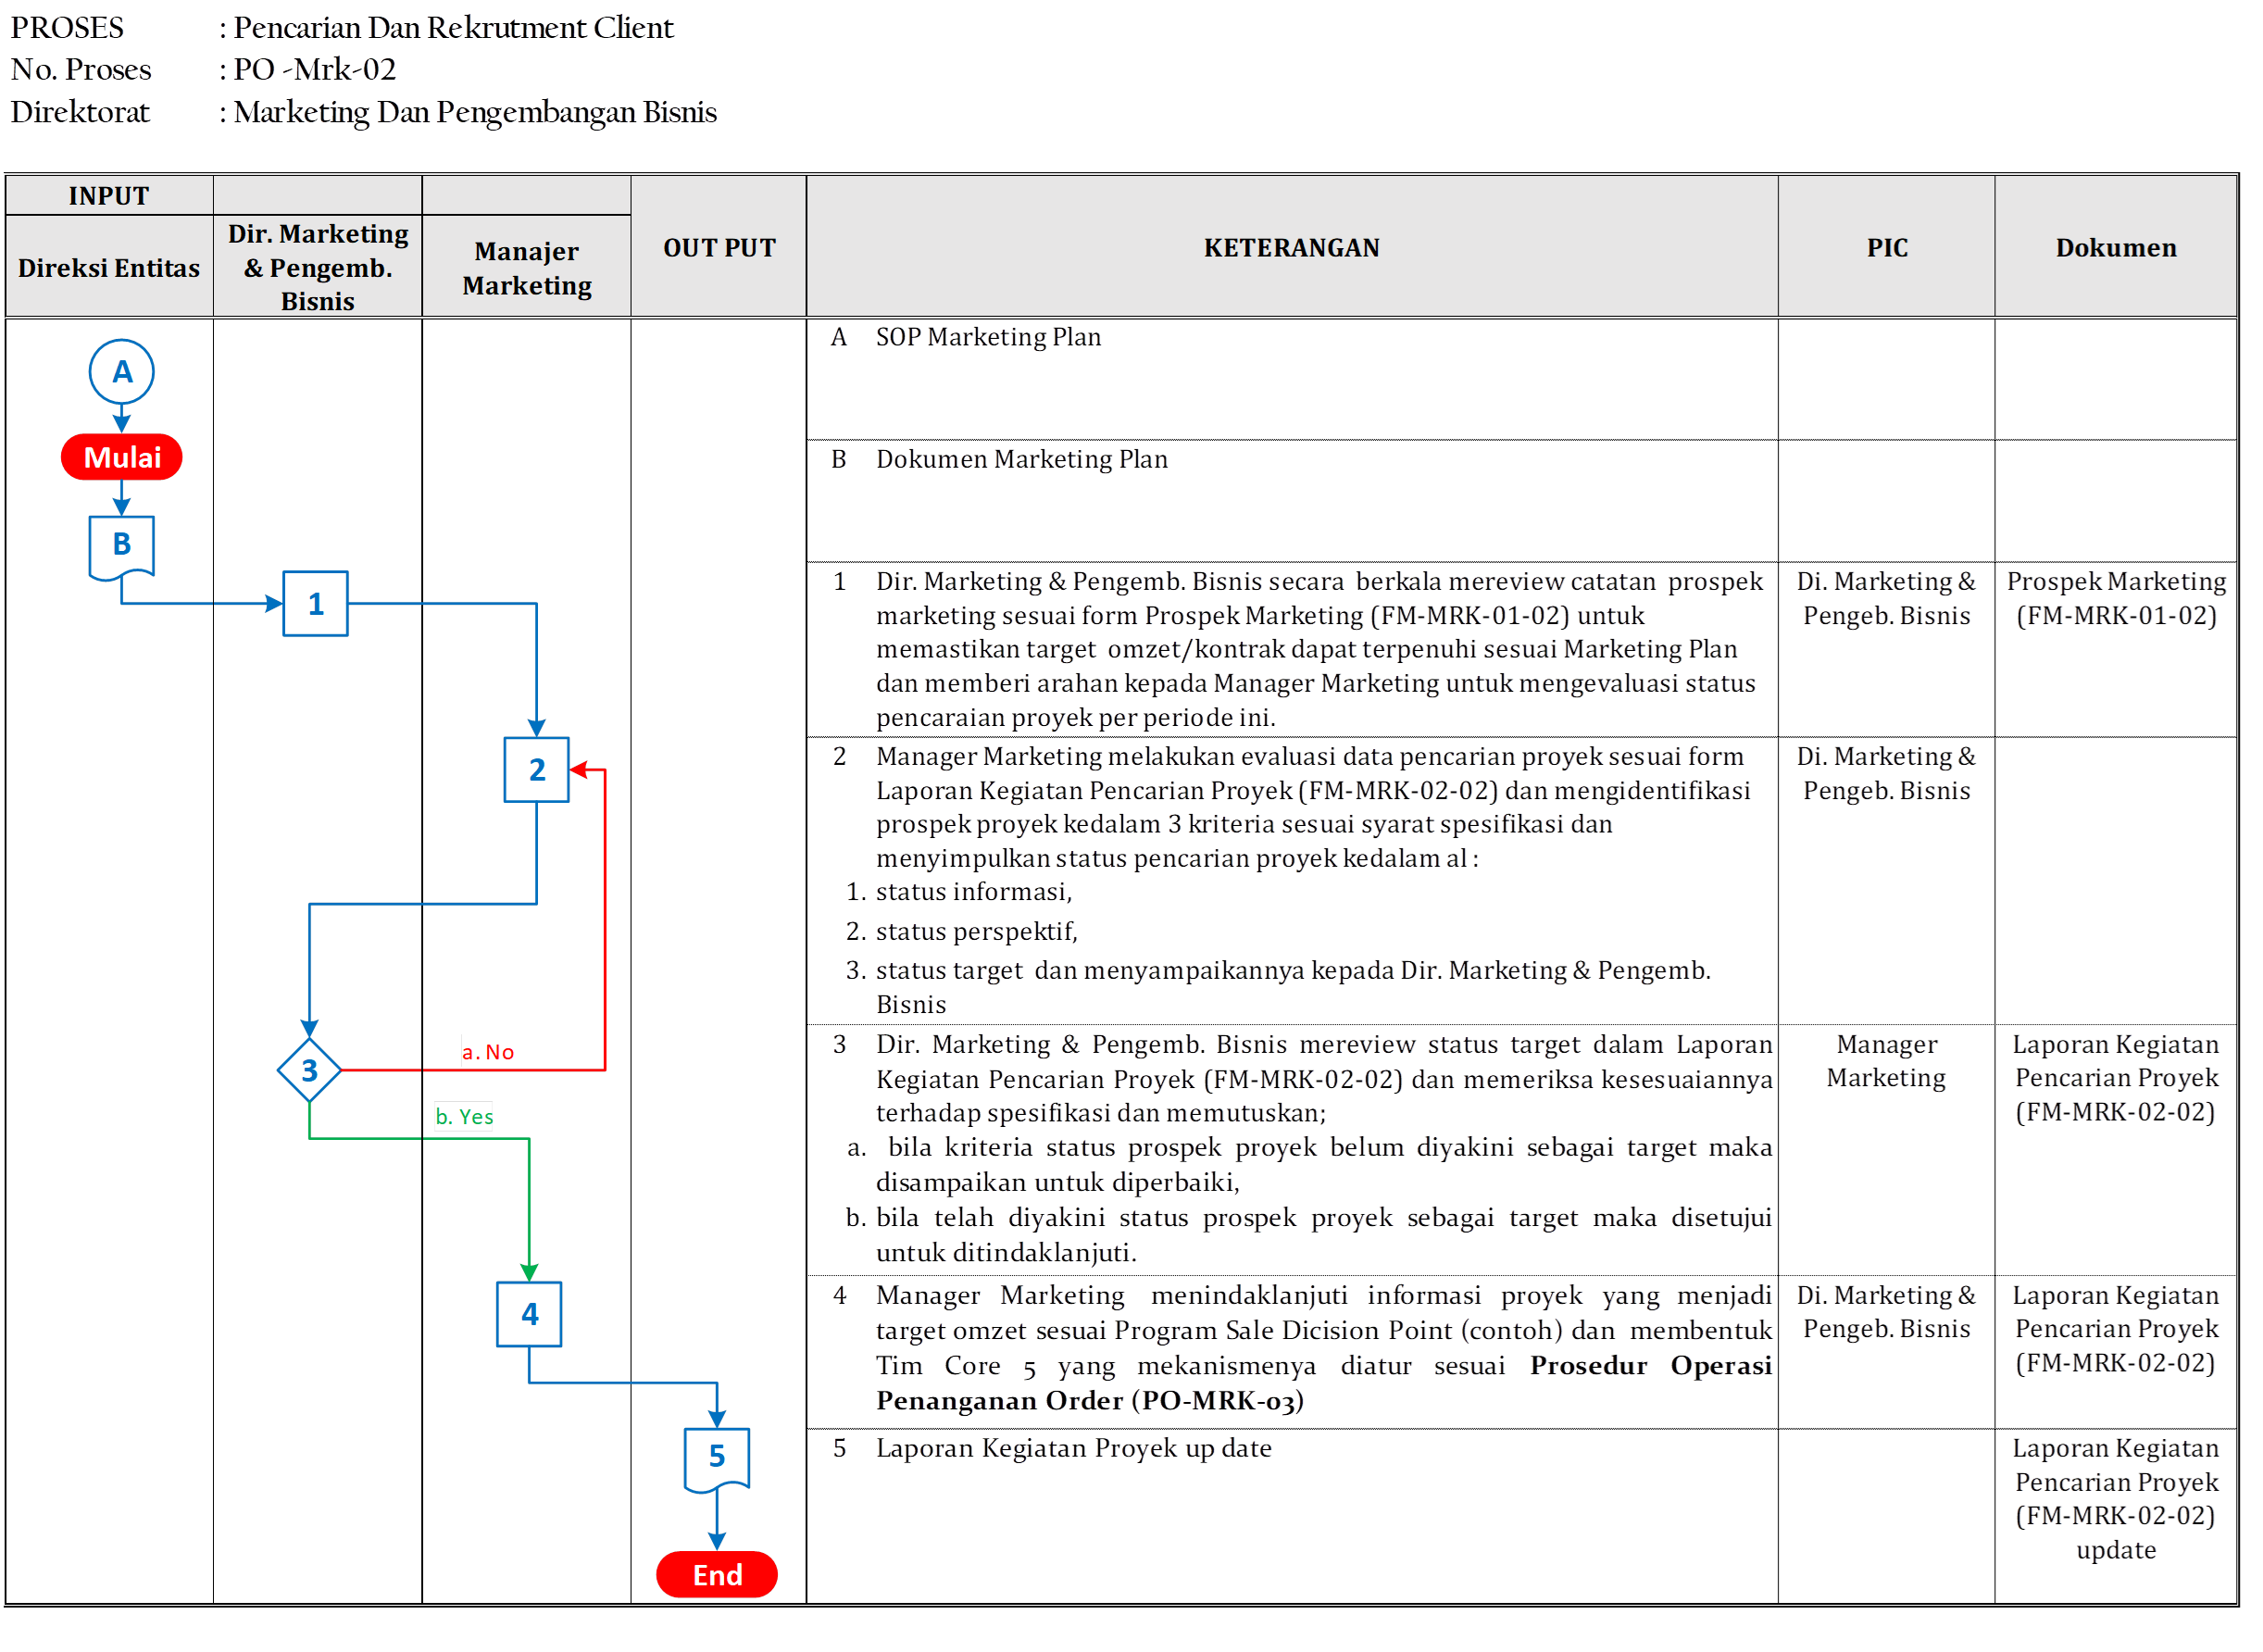 PROSES : Pencarian Dan Rekrutment Client
No. Proses : PO -Mrk-02
Direktorat : Marketing Dan Pengembangan Bisnis
INPUT
Direksi Entitas
Dir. Marketing
& Pengemb.
Bisnis
Manajer
Marketing
OUT PUT
KETERANGAN
PIC
Dokumen
A
Mulai
B
1
2
3
a. No
b. Yes
4
5
End
A SOP Marketing Plan
B Dokumen Marketing Plan
1 Dir. Marketing & Pengemb. Bisnis secara berkala mereview catatan prospek
marketing sesuai form Prospek Marketing (FM-MRK-01-02) untuk
memastikan target omzet/kontrak dapat terpenuhi sesuai Marketing Plan
dan memberi arahan kepada Manager Marketing untuk mengevaluasi status
pencaraian proyek per periode ini.
Di. Marketing &
Pengeb. Bisnis
Prospek Marketing
(FM-MRK-01-02)
2 Manager Marketing melakukan evaluasi data pencarian proyek sesuai form
Laporan Kegiatan Pencarian Proyek (FM-MRK-02-02) dan mengidentifikasi
prospek proyek kedalam 3 kriteria sesuai syarat spesifikasi dan
menyimpulkan status pencarian proyek kedalam al :
1. status informasi,
2. status perspektif,
3. status target dan menyampaikannya kepada Dir. Marketing & Pengemb.
Bisnis
Di. Marketing &
Pengeb. Bisnis
3 Dir. Marketing & Pengemb. Bisnis mereview status target dalam Laporan
Kegiatan Pencarian Proyek (FM-MRK-02-02) dan memeriksa kesesuaiannya
terhadap spesifikasi dan memutuskan;
a. bila kriteria status prospek proyek belum diyakini sebagai target maka
disampaikan untuk diperbaiki,
b. bila telah diyakini status prospek proyek sebagai target maka disetujui
untuk ditindaklanjuti.
Manager
Marketing
Laporan Kegiatan
Pencarian Proyek
(FM-MRK-02-02)
4 Manager Marketing menindaklanjuti informasi proyek yang menjadi
target omzet sesuai Program Sale Dicision Point (contoh) dan membentuk
Tim Core 5 yang mekanismenya diatur sesuai Prosedur Operasi
Penanganan Order (PO-MRK-03)
Di. Marketing &
Pengeb. Bisnis
Laporan Kegiatan
Pencarian Proyek
(FM-MRK-02-02)
5 Laporan Kegiatan Proyek up date
Laporan Kegiatan
Pencarian Proyek
(FM-MRK-02-02)
update